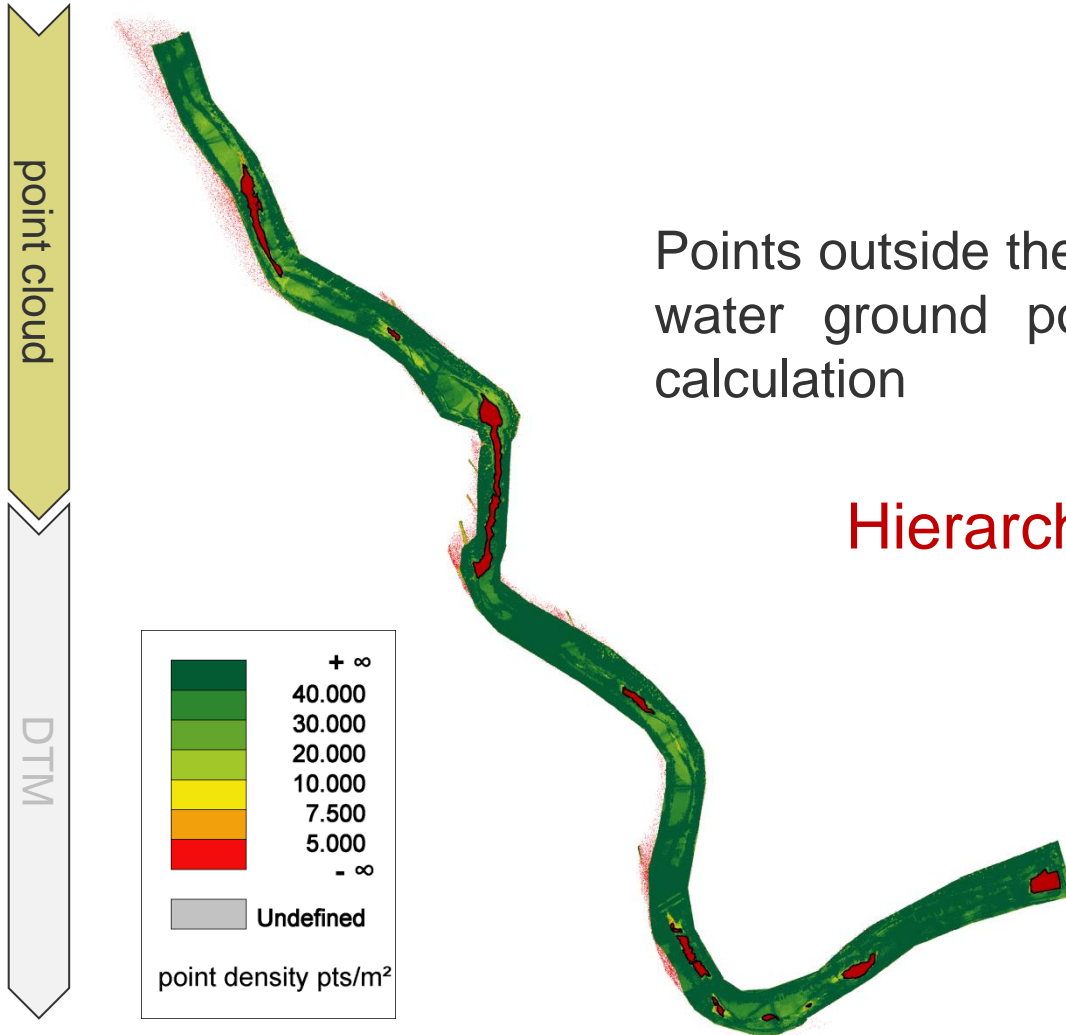 point cloud
DTM
Points outside the
water ground po
calculation
Hierarch
+ ∞
40.000
30.000
20.000
10.000
7.500
5.000
- ∞
Undefined
point density pts/m²